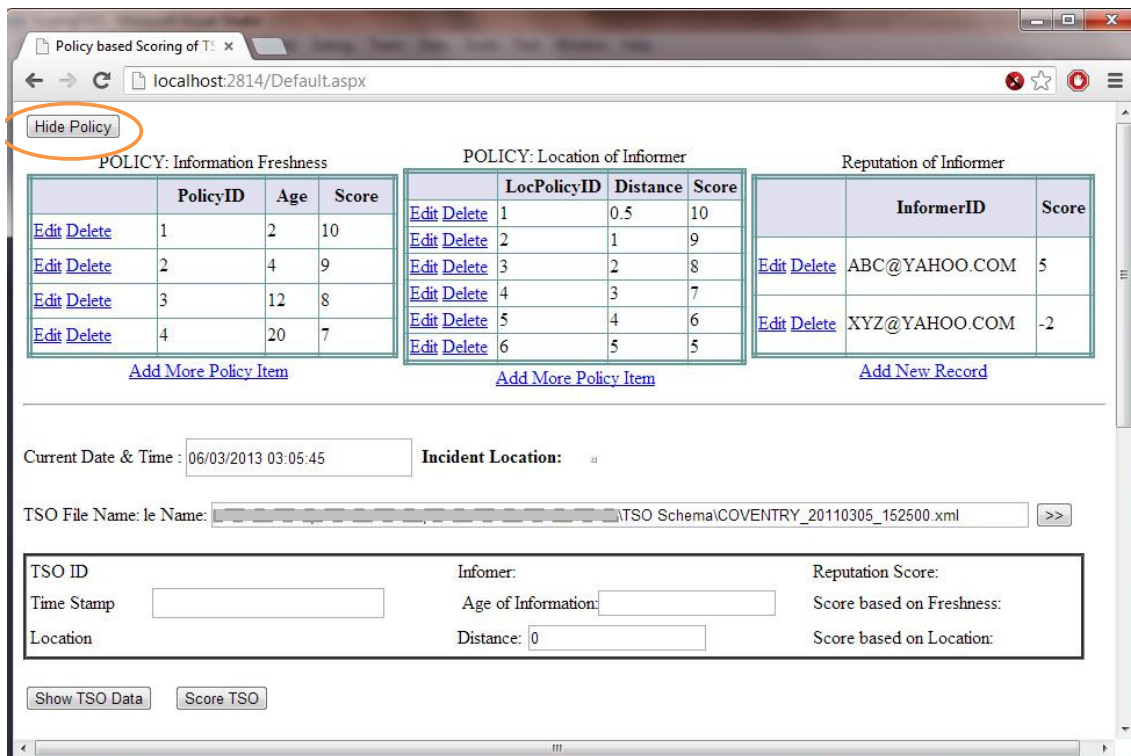 Policy based Scoring of TS
localhost:2814/Default.aspx
Hide Policy
POLICY: Information Freshness
PolicyID Age Score
Edit Delete 1 2 10
Edit Delete 2 4 9
Edit Delete 3 12 8
Edit Delete 4 20 7
Add More Policy Item
POLICY: Location of Infiormer
LocPolicyID Distance Score
Edit Delete 1 0.5 10
Edit Delete 2 1 9
Edit Delete 3 2 8
Edit Delete 4 3 7
Edit Delete 5 4 6
Edit Delete 6 5 5
Add More Policy Item
Reputation of Infiormer
InformerID Score
Edit Delete ABC@YAHOO.COM 5
Edit Delete XYZ@YAHOO.COM -2
Add New Record
Current Date & Time : 06/03/2013 03:05:45 Incident Location:
TSO File Name: le Name: \TSO Schema\COVENTRY_20110305_152500.xml >>
TSO ID Infomer: Reputation Score:
Time Stamp Age of Information: Score based on Freshness:
Location Distance: 0 Score based on Location:
Show TSO Data Score TSO